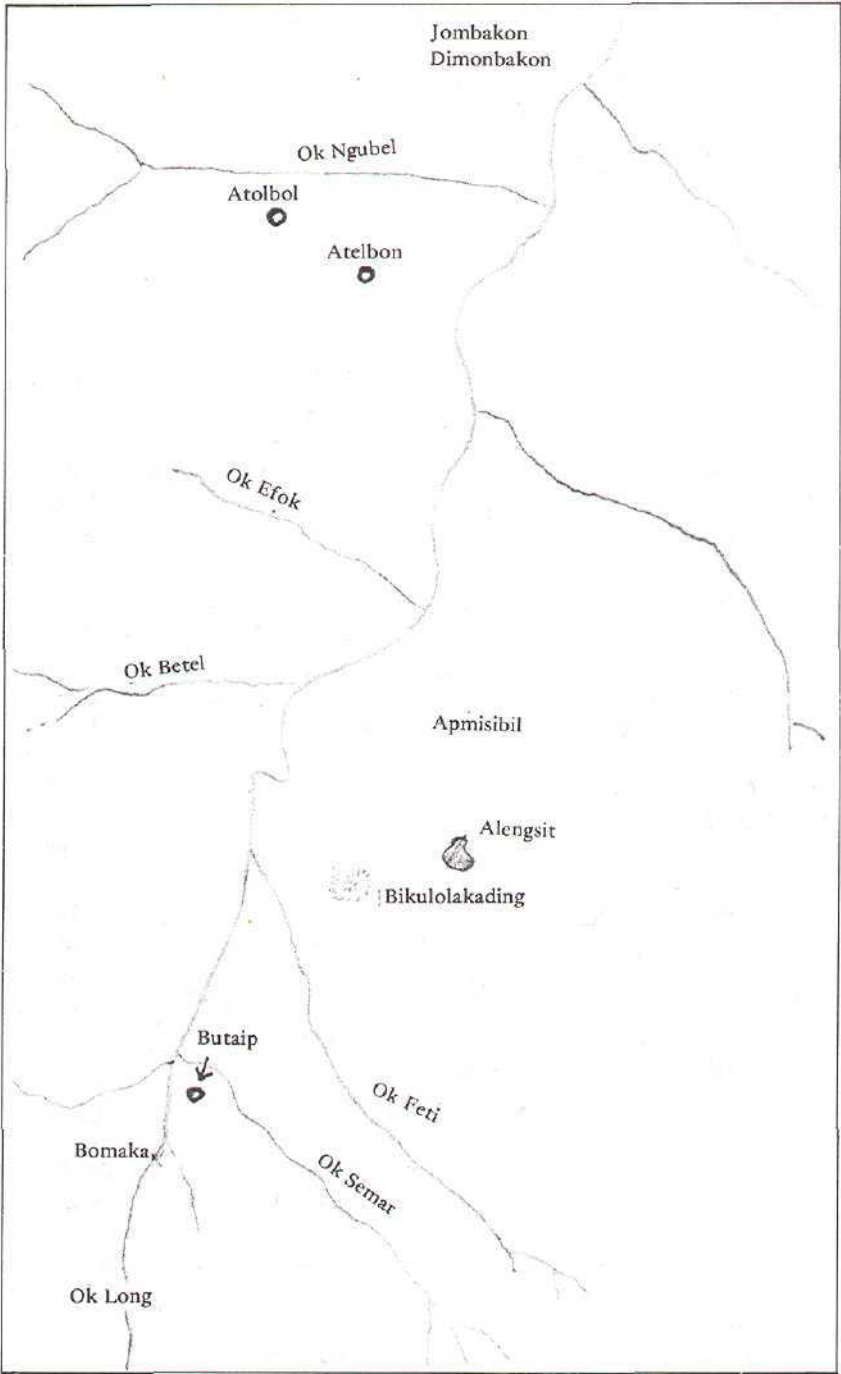 Jombakon
Dimonbakon
Ok Ngubel
Atolbol
Atelbon
Ok Efok
Ok Betel
Apmisibil
Alengsit
Bikulolakading
Butaip
Ok Feti
Bomaka
Ok Semar
Ok Long